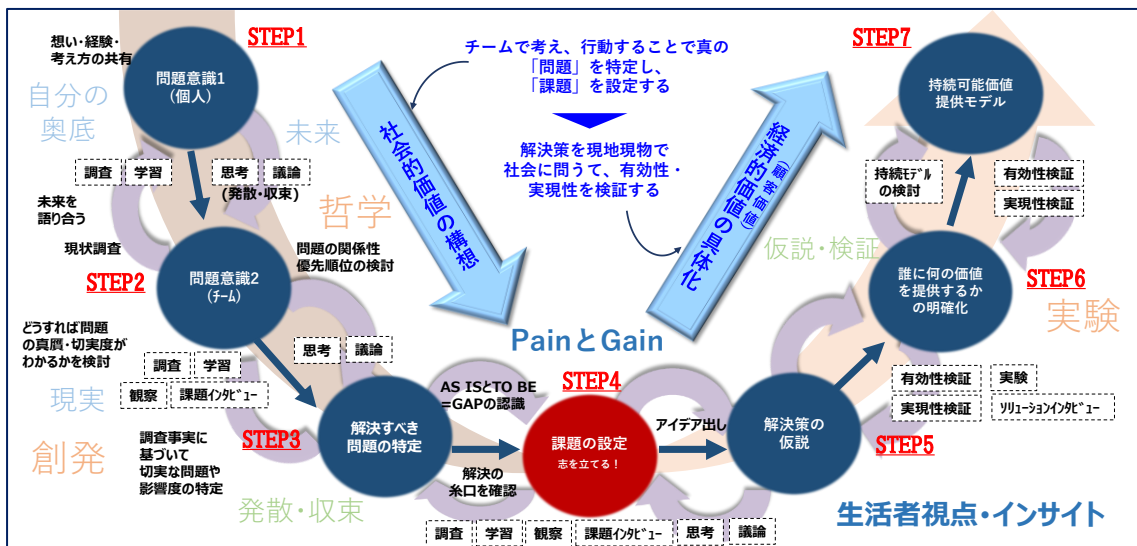 STEP1
想い・経験・
考え方の共有
問題意識1
(個人)
自分の
奥底
未来
調査
学習
思考
議論
(発散・収束)
未来を
語り合う
哲学
現状調査
問題の関係性
優先順位の検討
STEP2
問題意識2
(ﾁｰﾑ)
どうすれば問題
の真贋・切実度が
わかるかを検討
調査
学習
観察
課題ｲﾝﾀﾋﾞｭｰ
思考
議論
現実
創発
STEP3
調査事実に
基づいて
切実な問題や
影響度の特定
発散・収束
解決すべき
問題の特定
AS ISとTO BE
=GAPの認識
解決の
糸口を確認
社会的価値の構想
チームで考え、行動することで真の
「問題」を特定し、
「課題」を設定する
解決策を現地現物で
社会に問うて、有効性・
実現性を検証する
経済的価値の具体化
(顧客価値)
PainとGain
STEP4
課題の設定
志を立てる！
調査
学習
観察
課題ｲﾝﾀﾋﾞｭｰ
思考
議論
アイデア出し
解決策
の仮説
STEP5
有効性検証
実験
実現性検証
ｿﾘｭｰｼｮﾝｲﾝﾀﾋﾞｭｰ
生活者視点・インサイト
仮説・検証
誰に何の価値
を提供するか
の明確化
STEP6
実験
持続ﾓﾃﾞﾙ
の検討
有効性検証
実現性検証
STEP7
持続可能価値
提供モデル